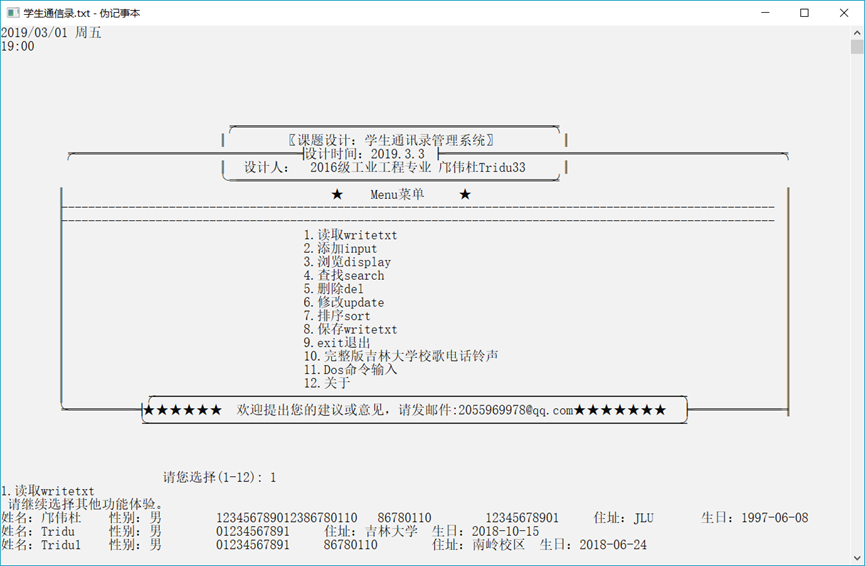 学生通信录.txt - 伪记事本
2019/03/01 周五
19:00
〖课题设计：学生通讯录管理系统〗
设计时间：2019.3.3
设计人： 2016级工业工程专业 邝伟杜Tridu33
★ Menu菜单 ★
1.读取writetxt
2.添加input
3.浏览display
4.查找search
5.删除del
6.修改update
7.排序sort
8.保存writetxt
9.exit退出
10.完整版吉林大学校歌电话铃声
11.Dos命令输入
12.关于
★★★★★★ 欢迎提出您的建议或意见，请发邮件:2055969978@qq.com★★★★★★★
请您选择(1-12)：1
1.读取writetxt
请继续选择其他功能体验。
姓名：邝伟杜 性别：男 123456789012386780110 86780110 12345678901 住址：JLU 生日：1997-06-08
姓名：Tridu 性别：男 01234567891 住址：吉林大学 生日：2018-10-15
姓名：Tridu1 性别：男 01234567891 86780110 住址：南岭校区 生日：2018-06-24